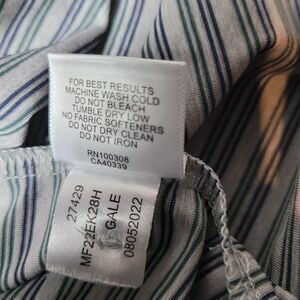 FOR BEST RESULTS
MACHINE WASH COLD
DO NOT BLEACH
TUMBLE DRY LOW
NO FABRIC SOFTENERS
DO NOT DRY CLEAN
DO NOT IRON
RN100308
CA40339
27429
MF22EK28H
GALE
08052022